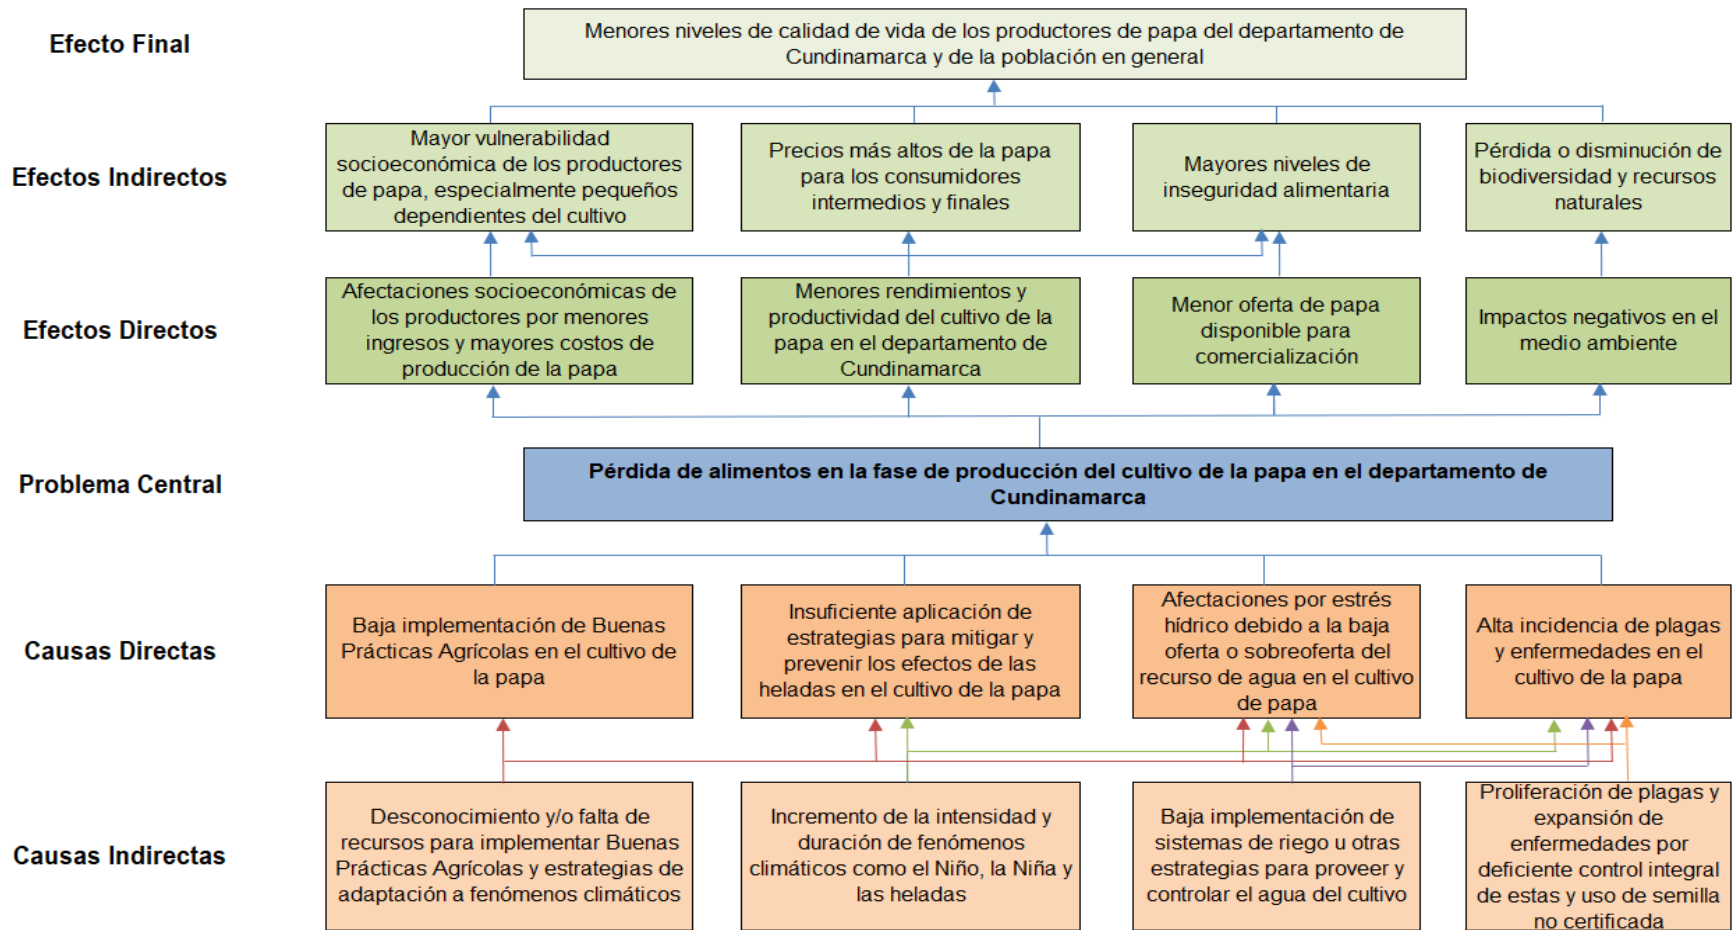 Efecto Final
Menores niveles de calidad de vida de los productores de papa del departamento de
Cundinamarca y de la población en general
Efectos Indirectos
Mayor vulnerabilidad
socioeconómica de los productores
de papa, especialmente pequeños
dependientes del cultivo
Precios más altos de la papa
para los consumidores
intermedios y finales
Mayores niveles de
inseguridad alimentaria
Pérdida o disminución de
biodiversidad y recursos
naturales
Efectos Directos
Afectaciones socioeconómicas de
los productores por menores
ingresos y mayores costos de
producción de la papa
Menores rendimientos y
productividad del cultivo de la
papa en el departamento de
Cundinamarca
Menor oferta de papa
disponible para
comercialización
Impactos negativos en el
medio ambiente
Problema Central
Pérdida de alimentos en la fase de producción del cultivo de la papa en el departamento de
Cundinamarca
Causas Directas
Baja implementación de Buenas
Prácticas Agrícolas en el cultivo de
la papa
Insuficiente aplicación de
estrategias para mitigar y
prevenir los efectos de las
heladas en el cultivo de la papa
Afectaciones por estrés
hídrico debido a la baja
oferta o sobreoferta del
recurso de agua en el cultivo
de papa
Alta incidencia de plagas
y enfermedades en el
cultivo de la papa
Causas Indirectas
Desconocimiento y/o falta de
recursos para implementar Buenas
Prácticas Agrícolas y estrategias de
adaptación a fenómenos climáticos
Incremento de la intensidad y
duración de fenómenos
climáticos como el Niño, la Niña y
las heladas
Baja implementación de
sistemas de riego u otras
estrategias para proveer y
controlar el agua del cultivo
Proliferación de plagas y
expansión de
enfermedades por
deficiente control integral
de estas y uso de semilla
no certificada